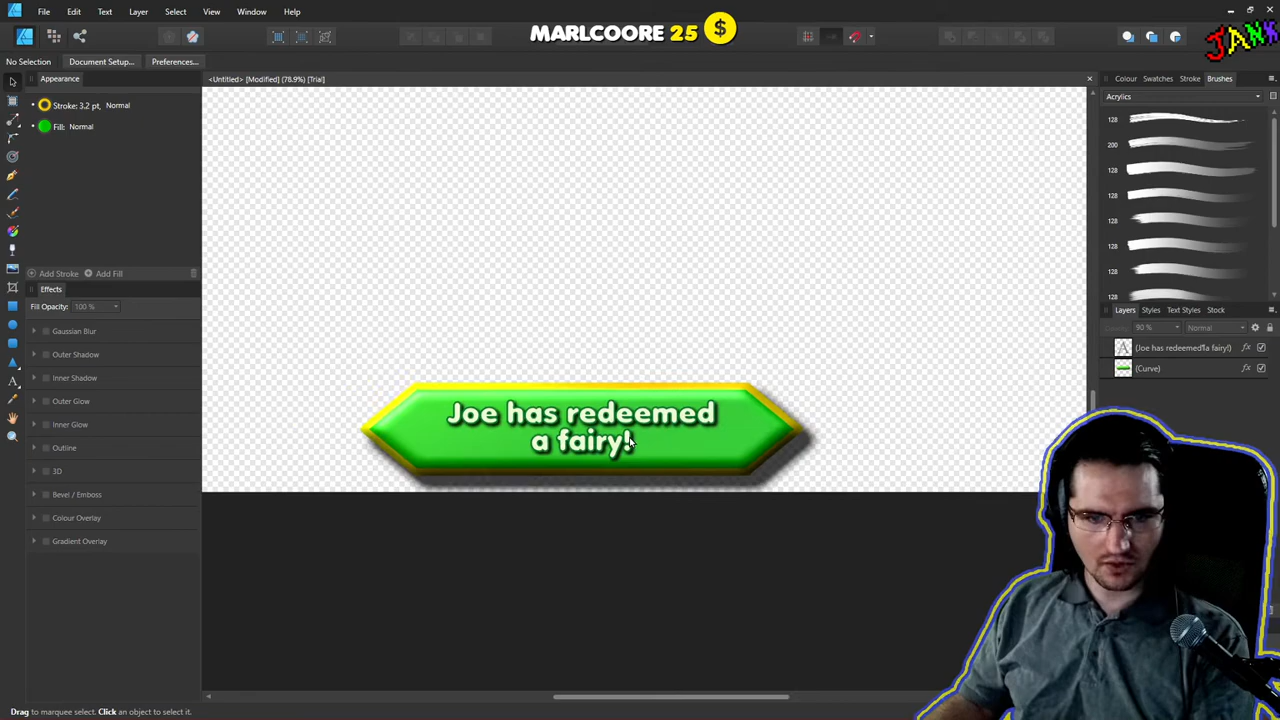 File Edit Text Layer Select View Window Help
MARLCOORE 25 $
JANK
No Selection Document Setup... Preferences...
Appearance
<Untitled> [Modified] (78.9%) [Trial]
Colour Swatches Stroke Brushes
Acrylics
Stroke: 3.2 pt, Normal
Fill: Normal
128
200
128
128
128
128
128
128
Add Stroke Add Fill
Effects
Fill Opacity: 100 %
Gaussian Blur
Outer Shadow
Inner Shadow
Outer Glow
Inner Glow
Outline
3D
Bevel / Emboss
Colour Overlay
Gradient Overlay
Layers Styles Text Styles Stock
90 % Normal
(Joe has redeemed¶a fairy!)
(Curve)
Joe has redeemed
a fairy!
Drag to marquee select. Click an object to select it.